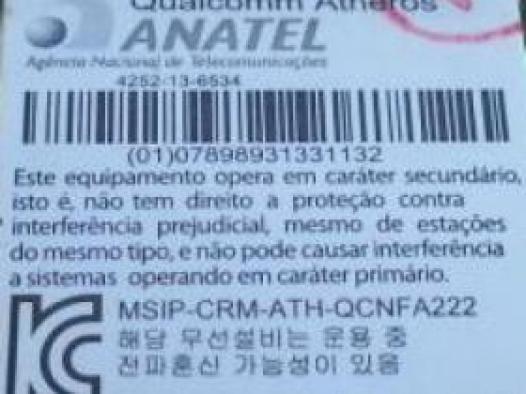 Qualcomm Atheros
ANATEL
Agência Nacional de Telecomunicações
4252-13-6534
(01)07898931331132
Este equipamento opera em caráter secundário,
isto é, não tem direito a proteção contra
interferência prejudicial, mesmo de estações
do mesmo tipo, e não pode causar interferência
a sistemas operando em caráter primário.
MSIP-CRM-ATH-QCNFA222
해당 무선설비는 운용 중
전파혼신 가능성이 있음